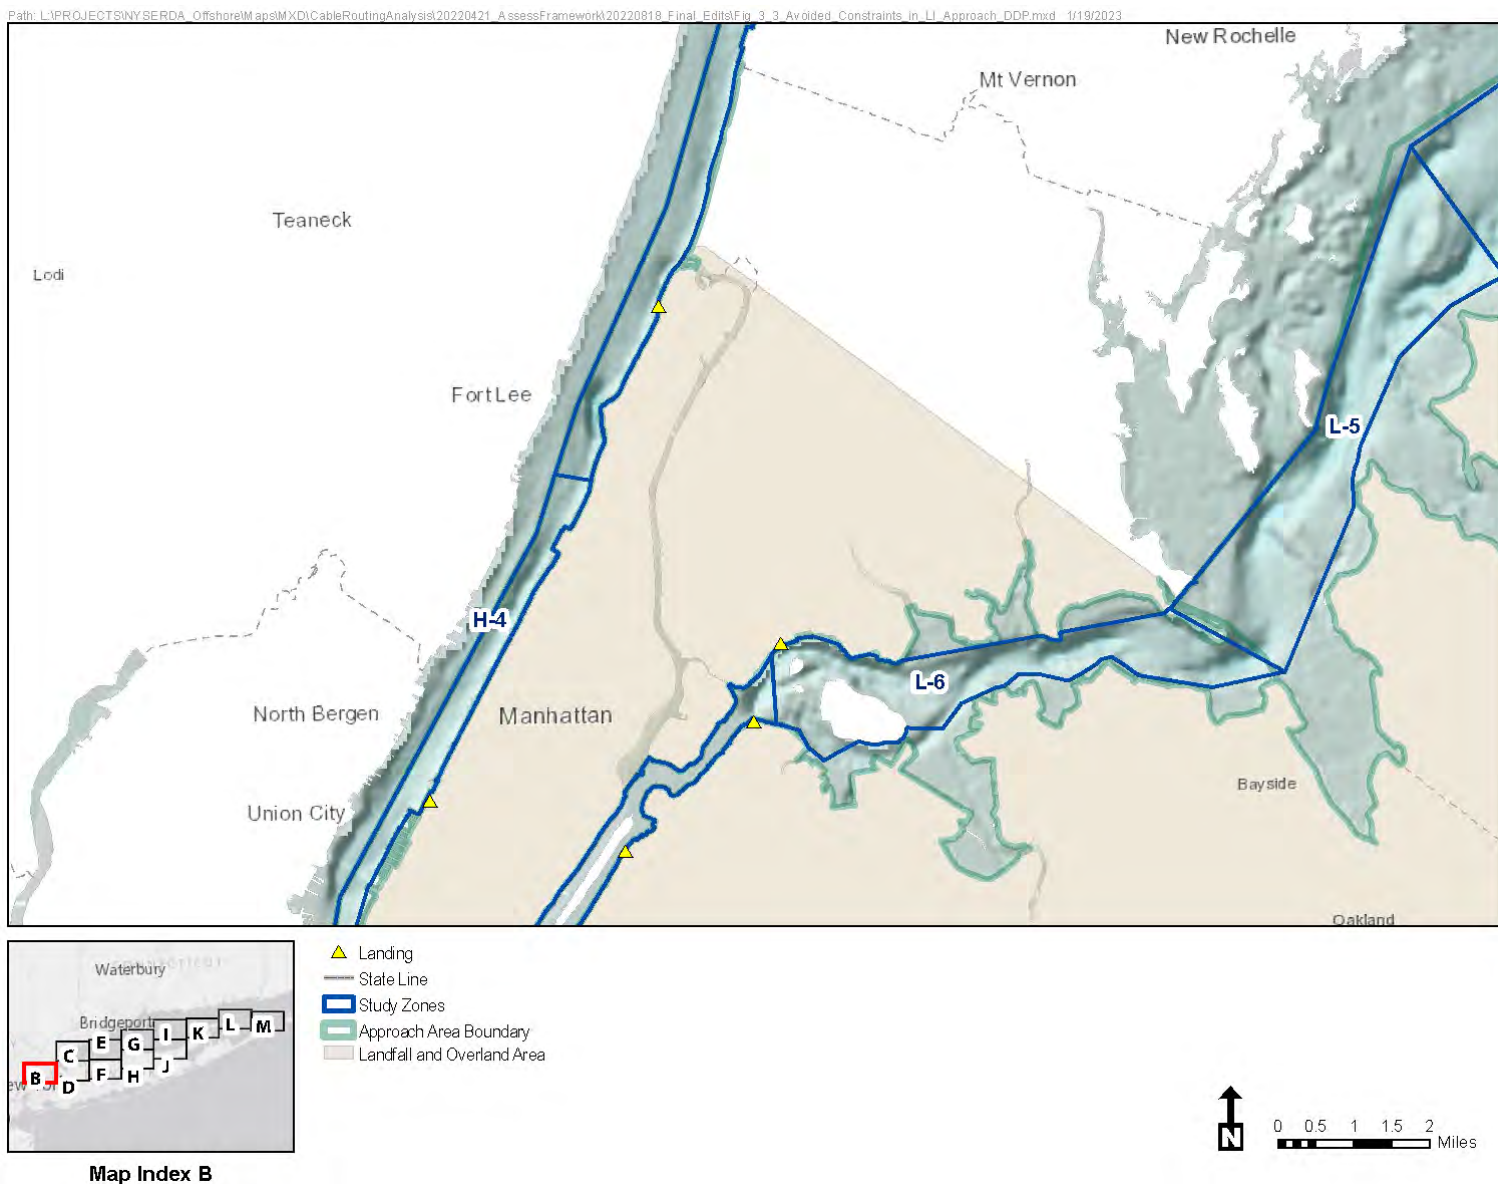 Path: L:\PROJECTS\NYSERDA_Offshore\Maps\MXD\CableRoutingAnalysis\20220421_AssessFramework\20220818_Final_Edits\Fig_3_3_Avoided_Constraints_in_LI_Approach_DDP.mxd 1/19/2023
New Rochelle
Mt Vernon
Teaneck
Lodi
Fort Lee
L-5
H-4
L-6
North Bergen
Manhattan
Bayside
Union City
Oakland
Waterbury
Bridgeport
B
C
D
E
F
G
H
I
J
K
L
M
Map Index B
Landing
State Line
Study Zones
Approach Area Boundary
Landfall and Overland Area
N
0 0.5 1 1.5 2
Miles